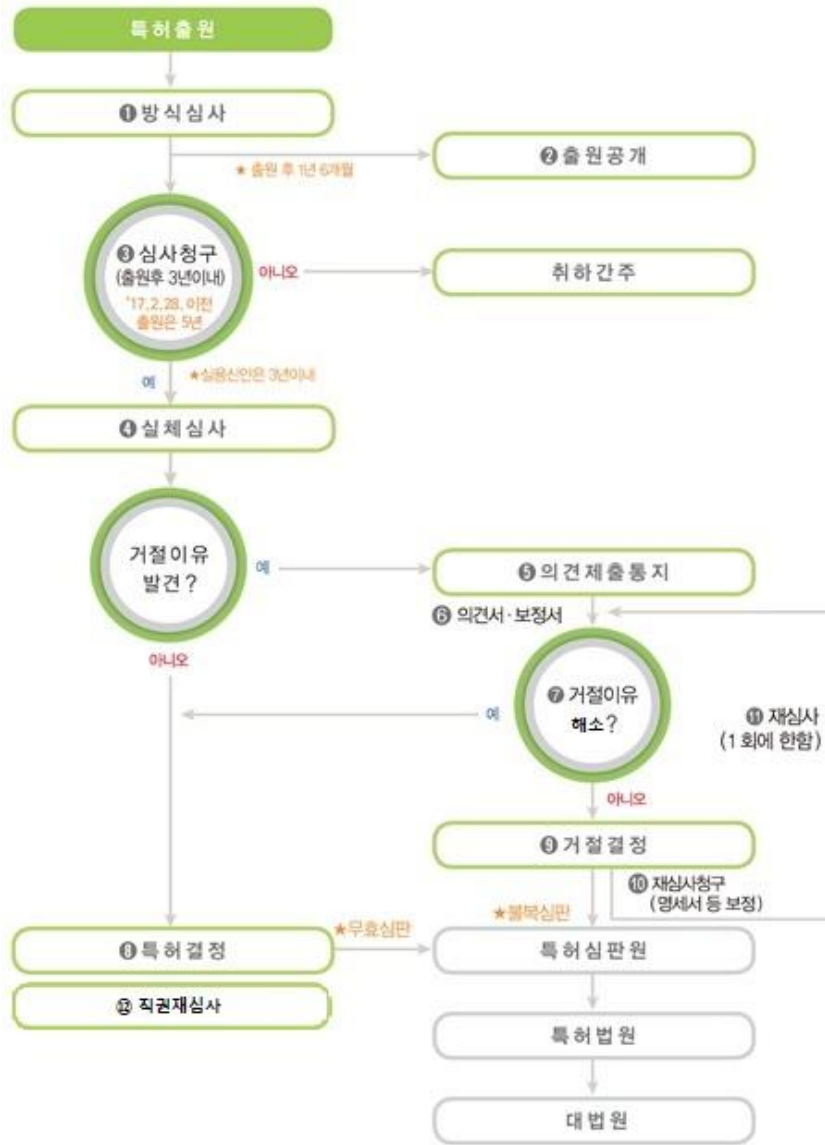 특허출원
❶ 방식심사
★ 출원 후 1년 6개월
❷ 출원공개
❸ 심사청구
(출원후 3년이내)
'17.2.28. 이전
출원은 5년
아니오
취하간주
예
★실용신안은 3년이내
❹ 실체심사
거절이유
발견?
예
❺ 의견제출통지
❻ 의견서·보정서
아니오
❼ 거절이유
해소?
예
⓫ 재심사
(1회에 한함)
아니오
❾ 거절결정
❿ 재심사청구
(명세서 등 보정)
★불복심판
★무효심판
❽ 특허결정
특허심판원
⑫ 직권재심사
특허법원
대법원